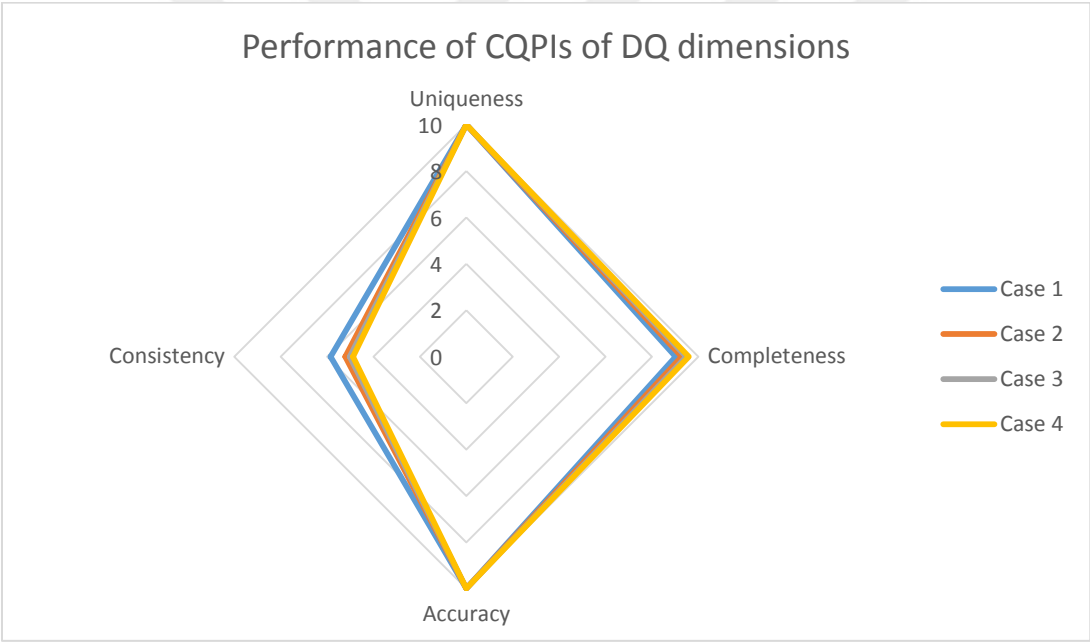 Performance of CQPIs of DQ dimensions
Uniqueness
10
8
6
4
2
0
Consistency
Completeness
Accuracy
Case 1
Case 2
Case 3
Case 4